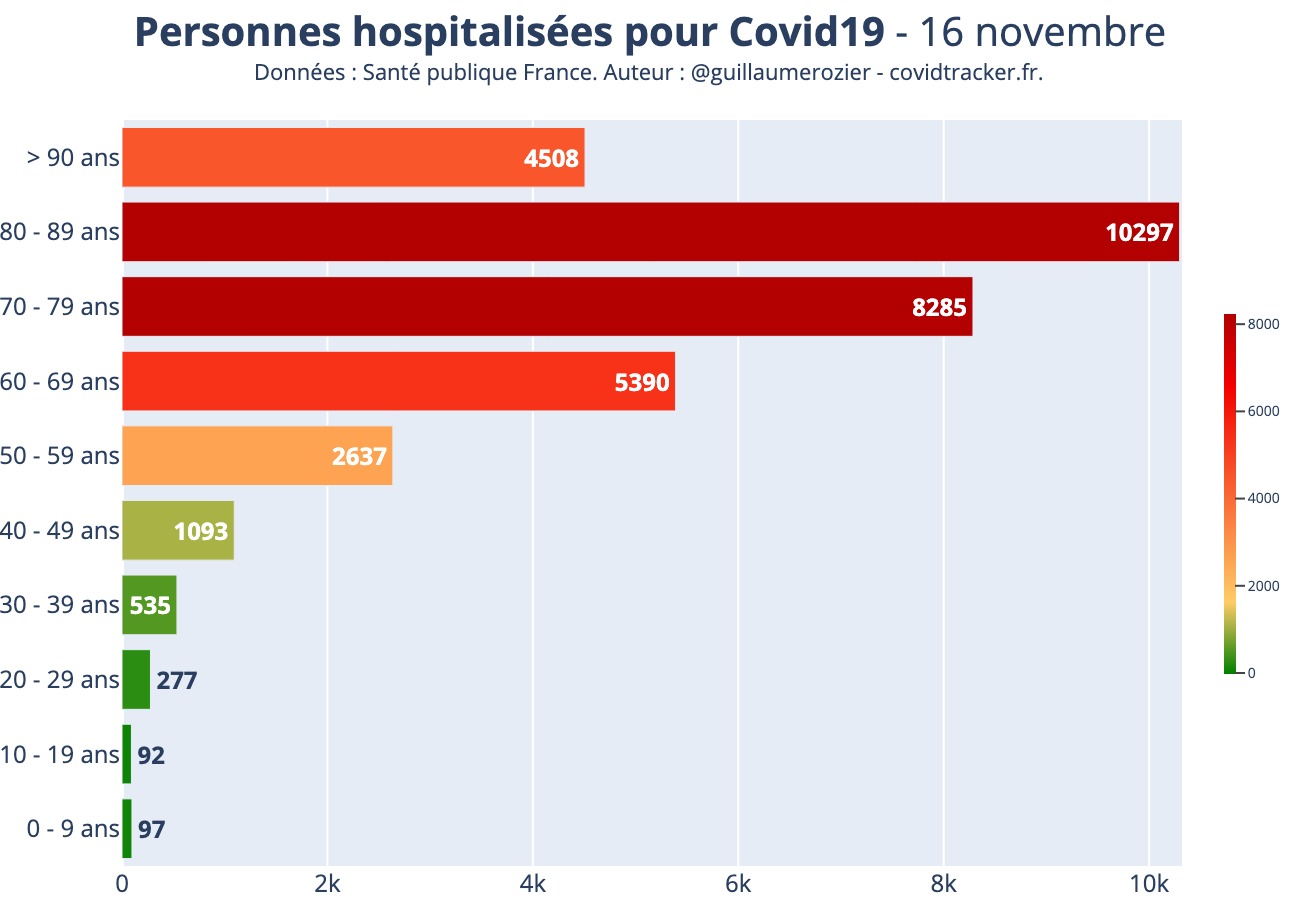 Personnes hospitalisées pour Covid19 - 16 novembre
Données : Santé publique France. Auteur : @guillaumerozier - covidtracker.fr.
> 90 ans 4508
80 - 89 ans 10297
70 - 79 ans 8285
60 - 69 ans 5390
50 - 59 ans 2637
40 - 49 ans 1093
30 - 39 ans 535
20 - 29 ans 277
10 - 19 ans 92
0 - 9 ans 97
0 2k 4k 6k 8k 10k
8000
6000
4000
2000
0